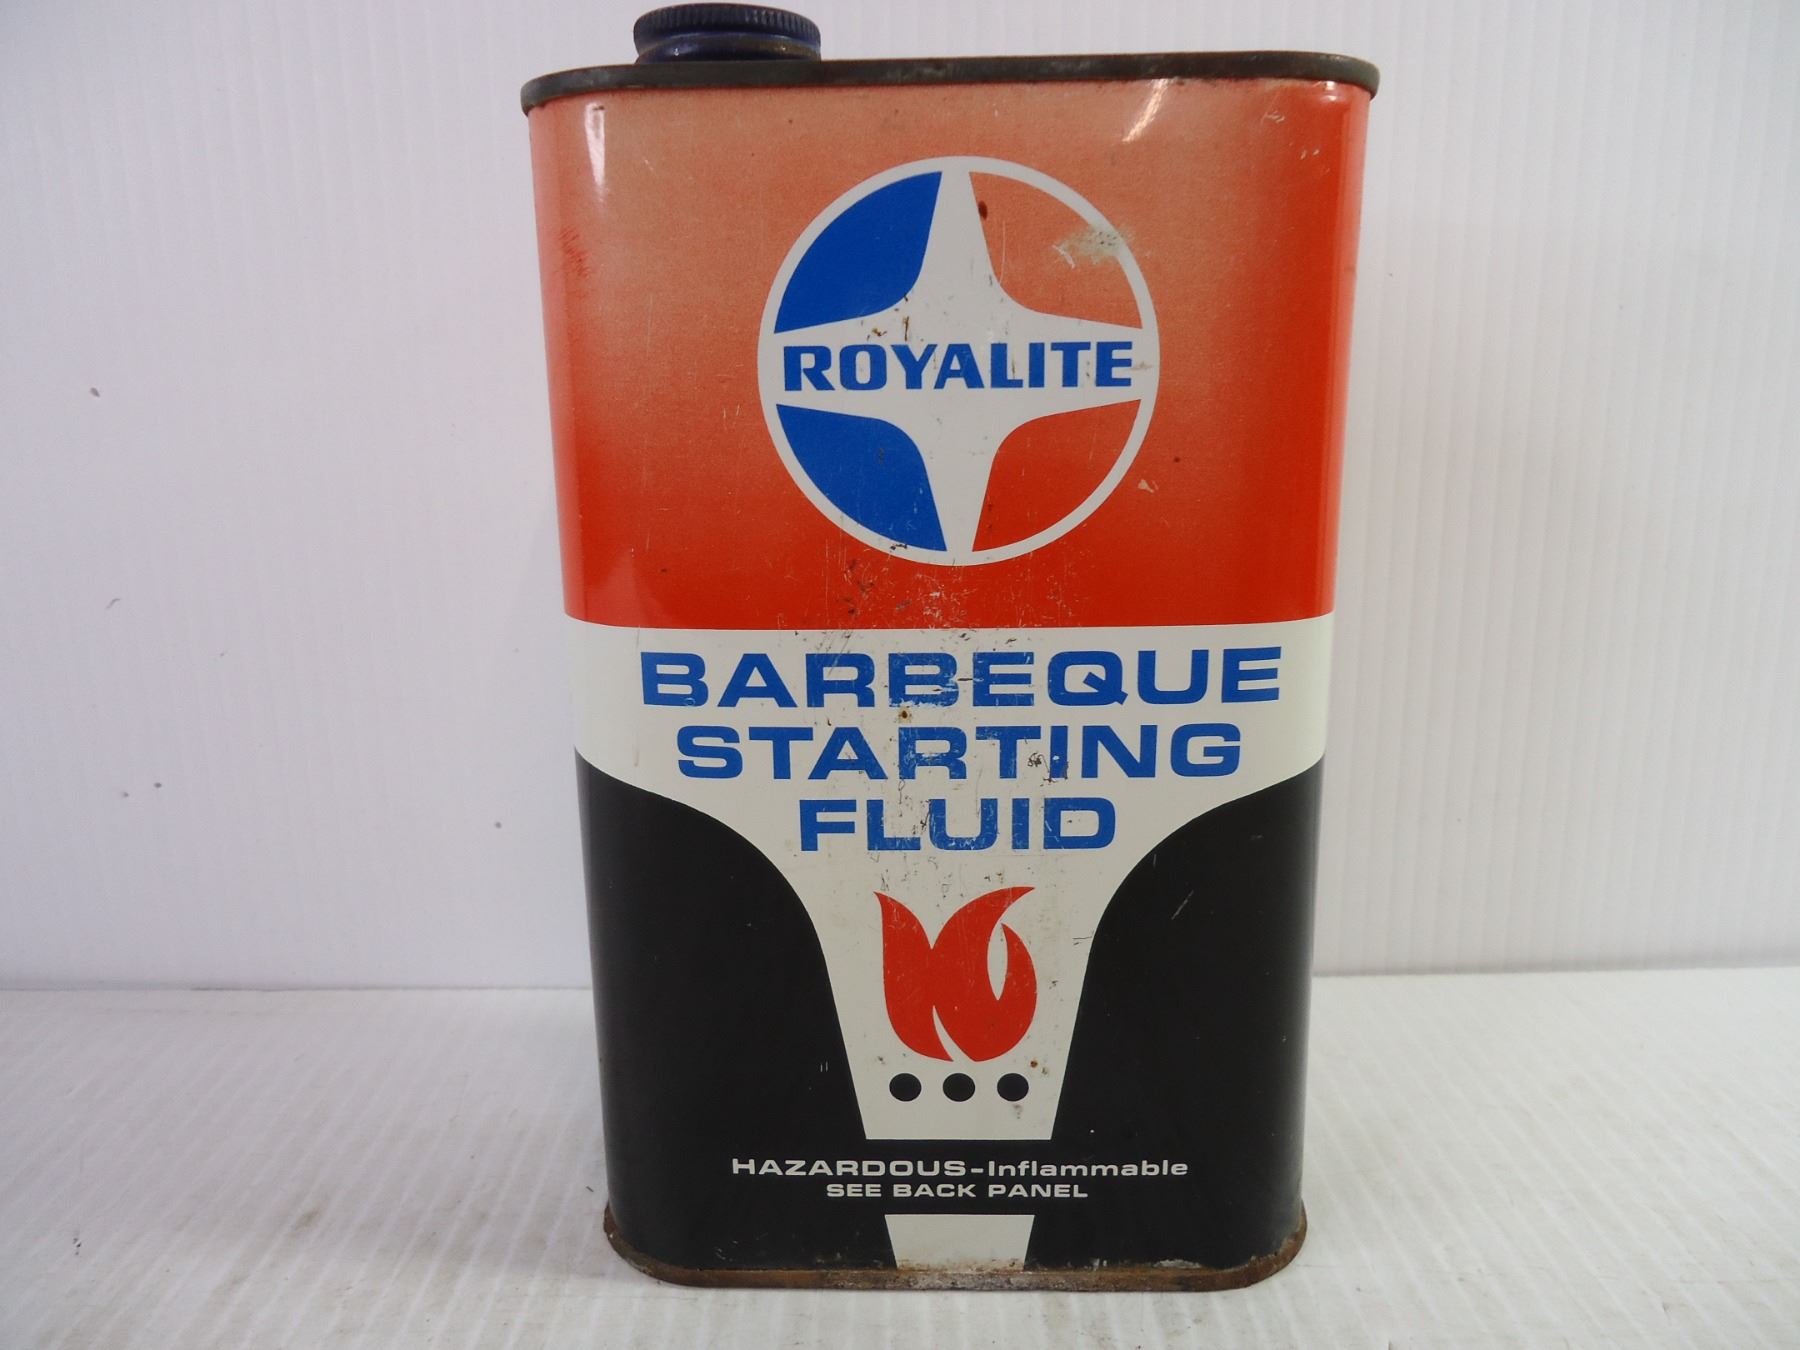 ROYALITE
BARBEQUE
STARTING
FLUID
HAZARDOUS-Inflammable
SEE BACK PANEL